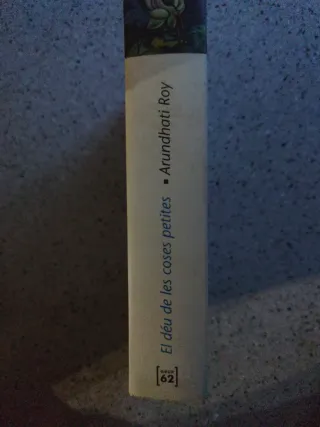 El déu de les coses petites ▪ Arundhati Roy
62